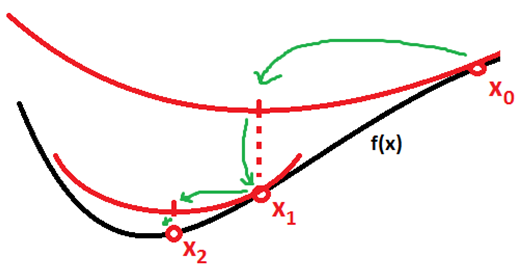 x₀
f(x)
x₁
x₂